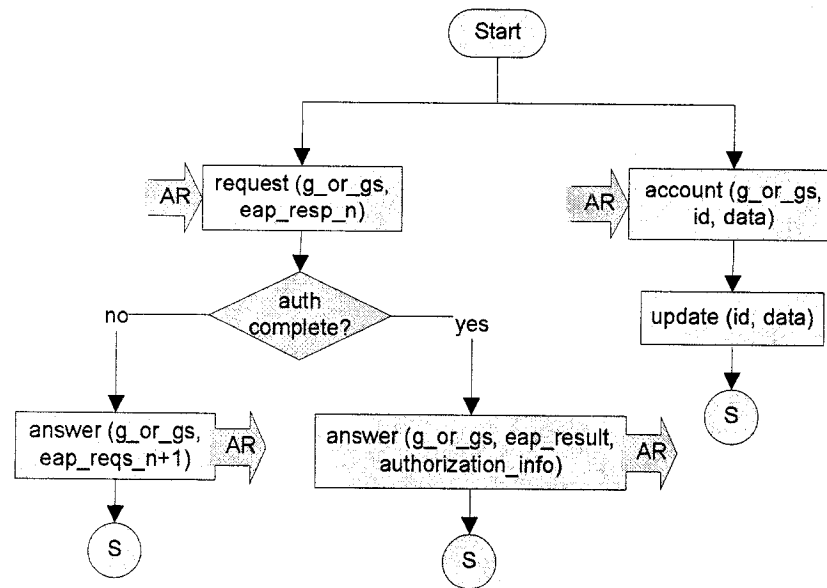 Start
AR
request (g_or_gs,
eap_resp_n)
AR
account (g_or_gs,
id, data)
auth
complete?
no
yes
update (id, data)
S
answer (g_or_gs,
eap_reqs_n+1)
AR
answer (g_or_gs, eap_result,
authorization_info)
AR
S
S